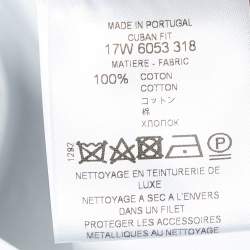 MADE IN PORTUGAL
CUBAN FIT
17W 6053 318
MATIERE - FABRIC
100% COTON
COTTON
コットン
棉
ХЛОПОК
1292
P
NETTOYAGE EN TEINTURERIE DE
LUXE
NETTOYAGE A SEC A L'ENVERS
DANS UN FILET
PROTEGER LES ACCESSOIRES
METALLIQUES AU NETTOYAGE